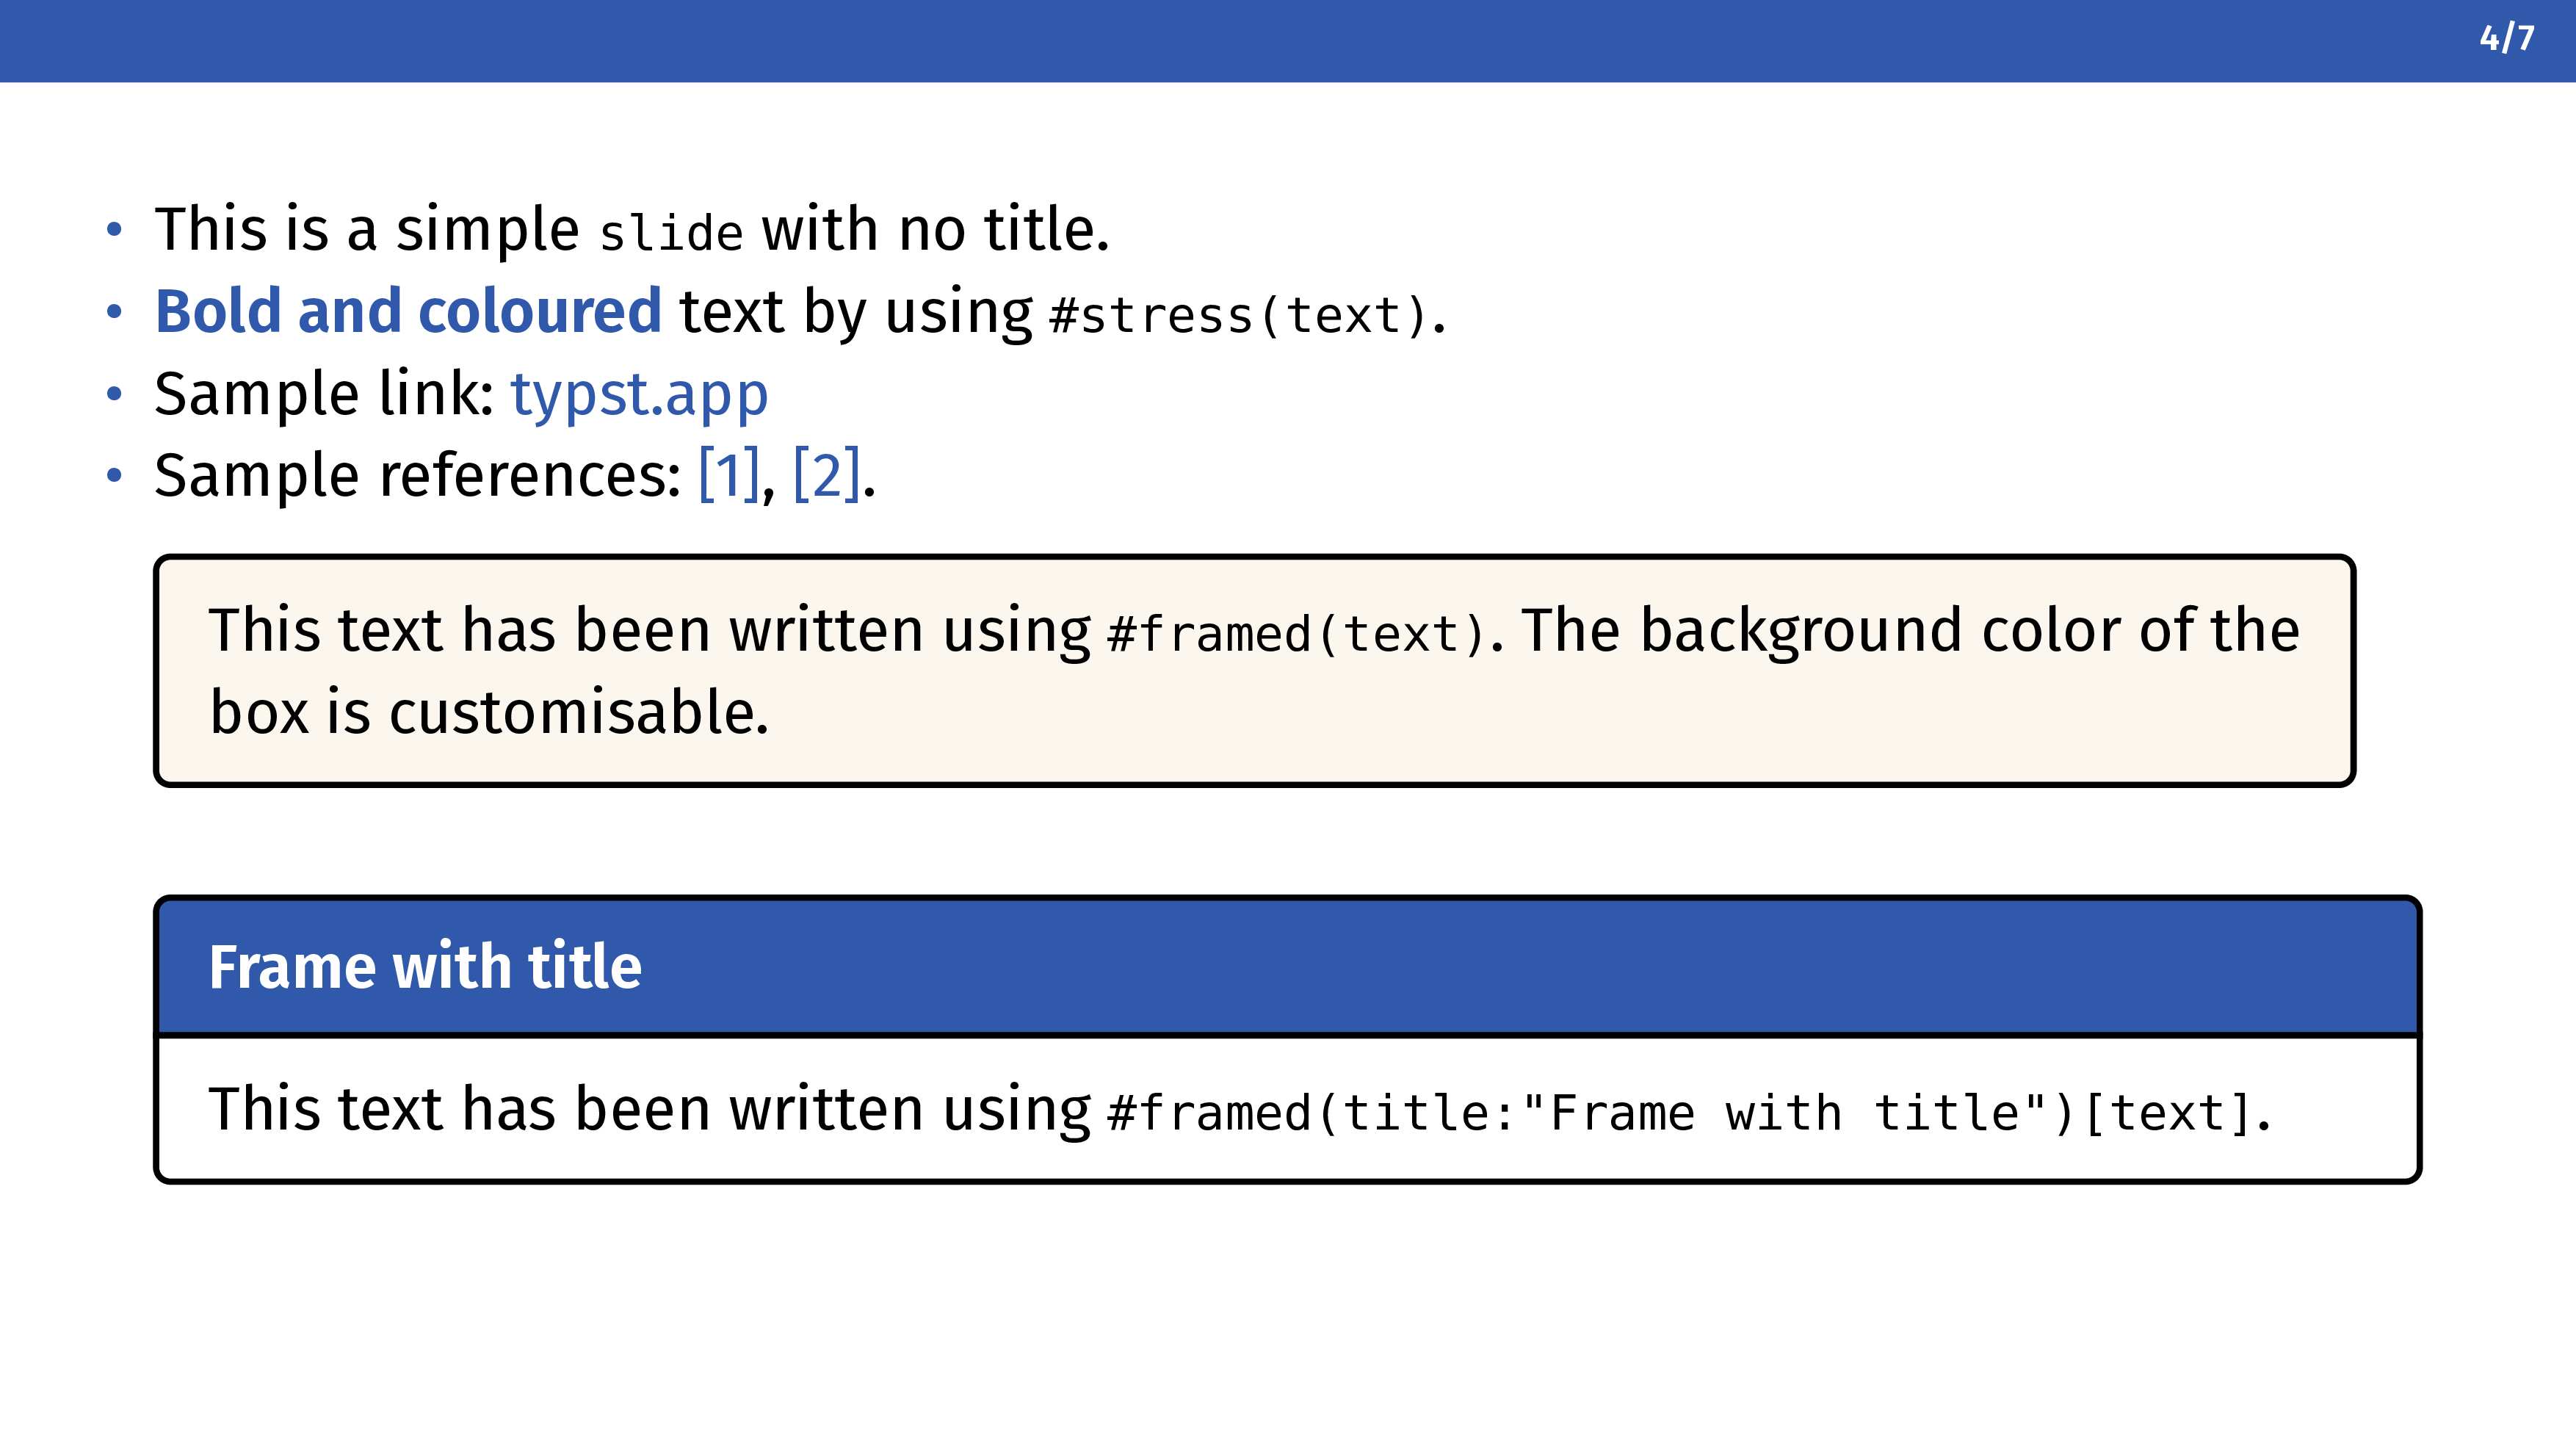 4/7
• This is a simple slide with no title.
• Bold and coloured text by using #stress(text).
• Sample link: typst.app
• Sample references: [1], [2].
This text has been written using #framed(text). The background color of the
box is customisable.
Frame with title
This text has been written using #framed(title:"Frame with title")[text].